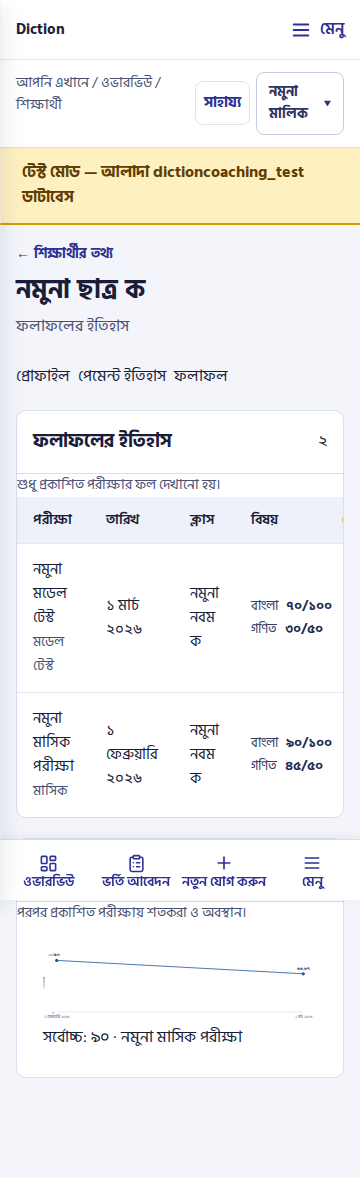 Diction
মেনু
আপনি এখানে / ওভারভিউ /
শিক্ষার্থী
সাহায্য
নমুনা
মালিক
টেস্ট মোড — আলাদা dictioncoaching_test
ডাটাবেস
← শিক্ষার্থীর তথ্য
নমুনা ছাত্র ক
ফলাফলের ইতিহাস
প্রোফাইল পেমেন্ট ইতিহাস ফলাফল
ফলাফলের ইতিহাস ২
শুধু প্রকাশিত পরীক্ষার ফল দেখানো হয়।
পরীক্ষা তারিখ ক্লাস বিষয়
নমুনা
মডেল
টেস্ট
মডেল
টেস্ট
১ মার্চ
২০২৬
নমুনা
নবম
ক
বাংলা ৭০/১০০
গণিত ৩০/৫০
নমুনা
মাসিক
পরীক্ষা
মাসিক
১
ফেব্রুয়ারি
২০২৬
নমুনা
নবম
ক
বাংলা ৯০/১০০
গণিত ৪৫/৫০
ওভারভিউ ভর্তি আবেদন নতুন যোগ করুন মেনু
পরপর প্রকাশিত পরীক্ষায় শতকরা ও অবস্থান।
সর্বোচ্চ: ৯০ · নমুনা মাসিক পরীক্ষা